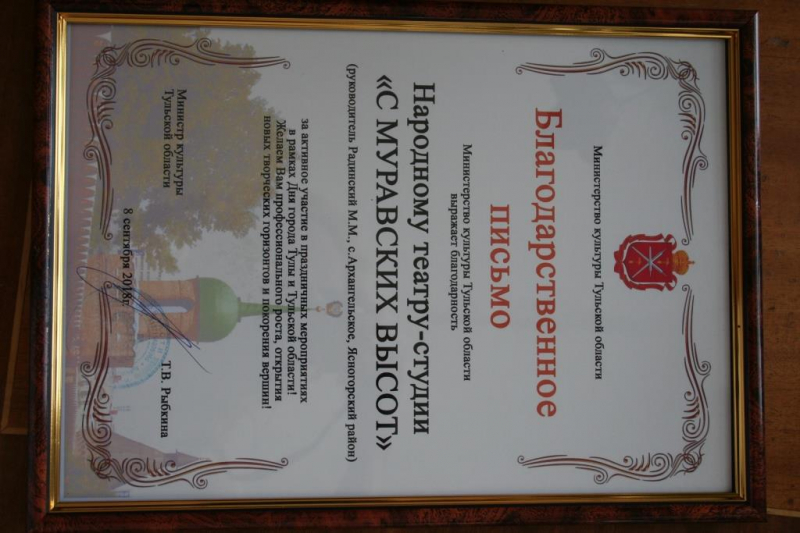 Министерство культуры Тульской области
Благодарственное
письмо
Министерство культуры Тульской области
выражает благодарность
Народному театру-студии
«С МУРАВСКИХ ВЫСОТ»
(руководитель Радинский М.М., с.Архангельское, Ясногорский район)
за активное участие в праздничных мероприятиях
в рамках Дня города Тулы и Тульской области!
Желаем Вам профессионального роста, открытия
новых творческих горизонтов и покорения вершин!
Министр культуры
Тульской области
Т.В. Рыбкина
8 сентября 2018г.